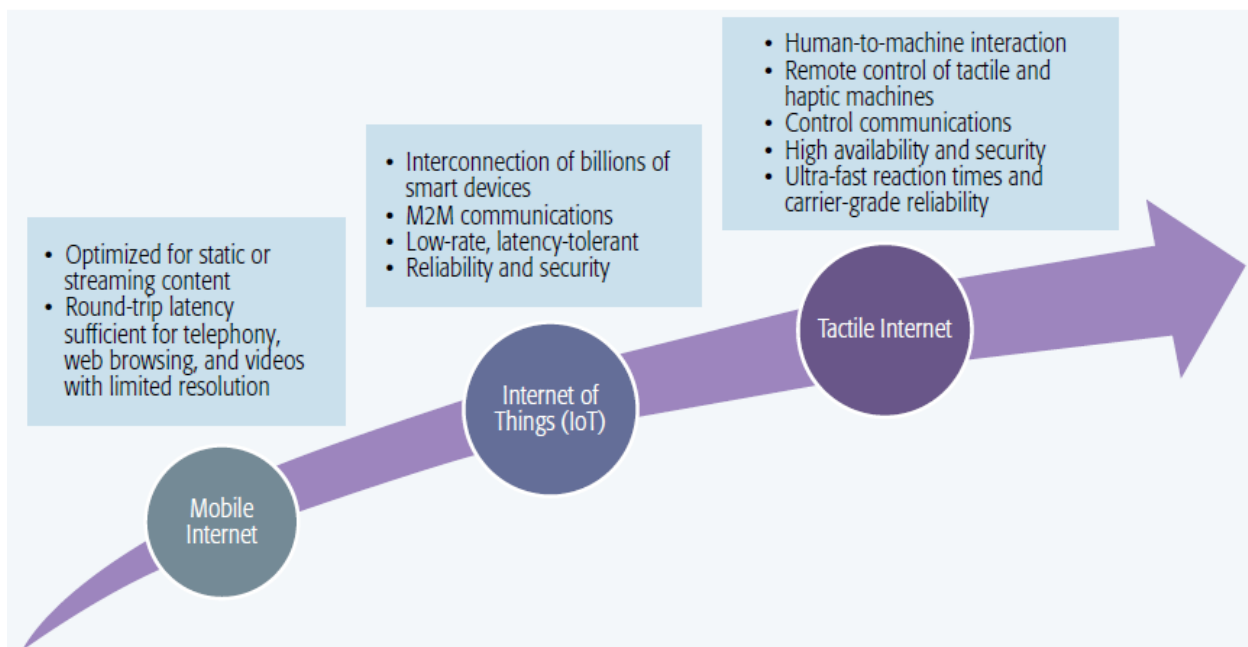 • Optimized for static or
streaming content
• Round-trip latency
sufficient for telephony,
web browsing, and videos
with limited resolution
Mobile
Internet
• Interconnection of billions of
smart devices
• M2M communications
• Low-rate, latency-tolerant
• Reliability and security
Internet of
Things (IoT)
• Human-to-machine interaction
• Remote control of tactile and
haptic machines
• Control communications
• High availability and security
• Ultra-fast reaction times and
carrier-grade reliability
Tactile Internet